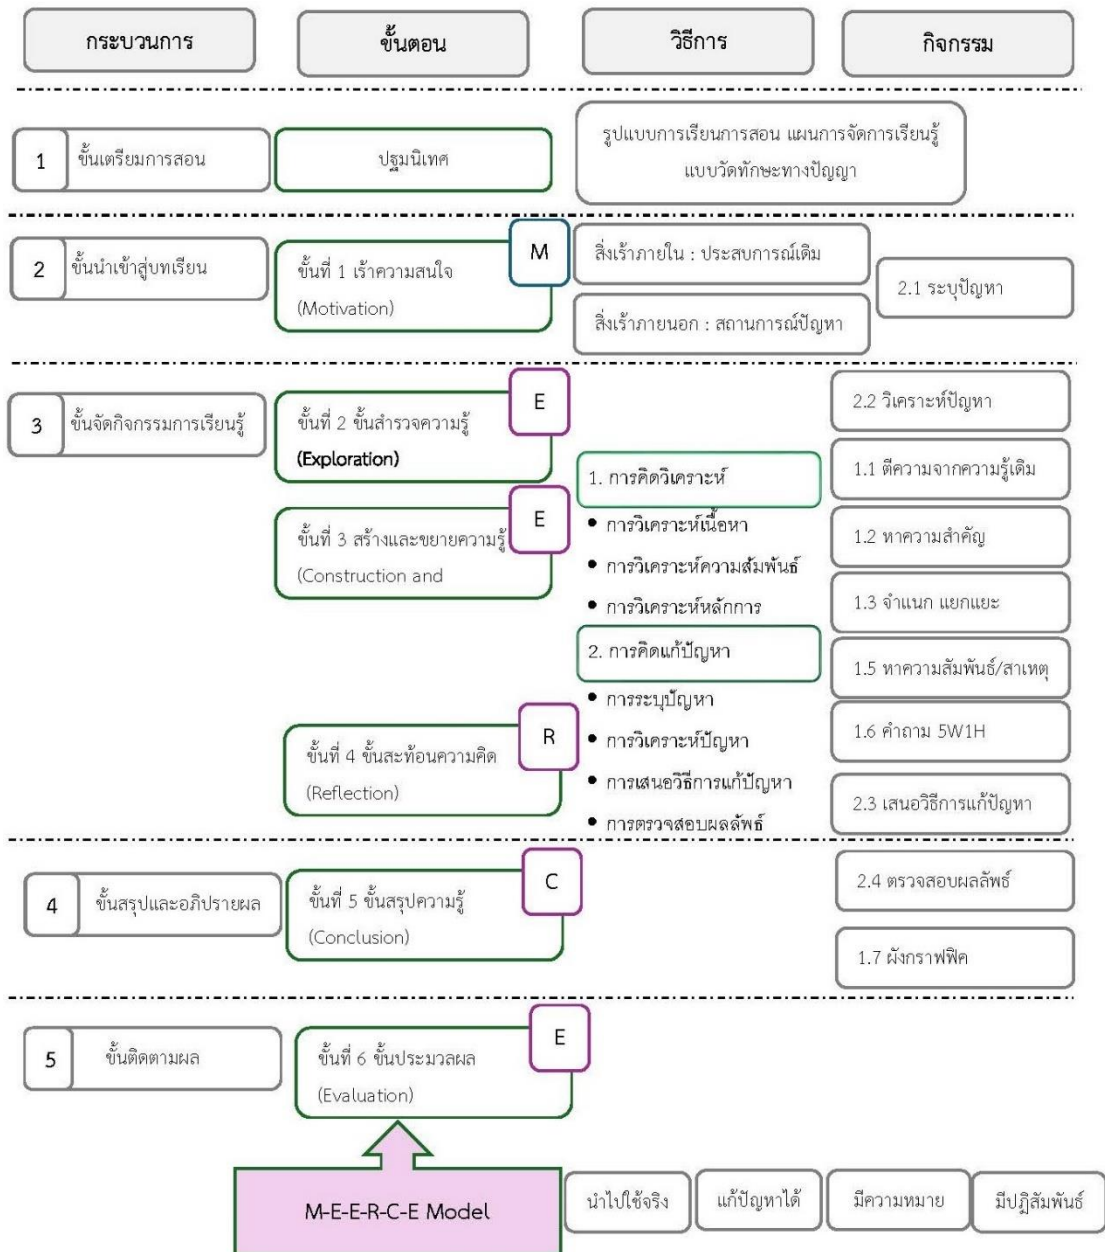 กระบวนการ
ขั้นตอน
วิธีการ
กิจกรรม
1
ขั้นเตรียมการสอน
ปฐมนิเทศ
รูปแบบการเรียนการสอน แผนการจัดการเรียนรู้
แบบวัดทักษะทางปัญญา
2
ขั้นนำเข้าสู่บทเรียน
ขั้นที่ 1 เร้าความสนใจ
(Motivation)
M
สิ่งเร้าภายใน : ประสบการณ์เดิม
สิ่งเร้าภายนอก : สถานการณ์ปัญหา
2.1 ระบุปัญหา
3
ขั้นจัดกิจกรรมการเรียนรู้
ขั้นที่ 2 ขั้นสำรวจความรู้
(Exploration)
E
ขั้นที่ 3 สร้างและขยายความรู้
(Construction and
E
ขั้นที่ 4 ขั้นสะท้อนความคิด
(Reflection)
R
1. การคิดวิเคราะห์
• การวิเคราะห์เนื้อหา
• การวิเคราะห์ความสัมพันธ์
• การวิเคราะห์หลักการ
2. การคิดแก้ปัญหา
• การระบุปัญหา
• การวิเคราะห์ปัญหา
• การเสนอวิธีการแก้ปัญหา
• การตรวจสอบผลลัพธ์
2.2 วิเคราะห์ปัญหา
1.1 ตีความจากความรู้เดิม
1.2 หาความสำคัญ
1.3 จำแนก แยกแยะ
1.5 หาความสัมพันธ์/สาเหตุ
1.6 คำถาม 5W1H
2.3 เสนอวิธีการแก้ปัญหา
4
ขั้นสรุปและอภิปรายผล
ขั้นที่ 5 ขั้นสรุปความรู้
(Conclusion)
C
2.4 ตรวจสอบผลลัพธ์
1.7 ผังกราฟฟิค
5
ขั้นติดตามผล
ขั้นที่ 6 ขั้นประมวลผล
(Evaluation)
E
M-E-E-R-C-E Model
นำไปใช้จริง
แก้ปัญหาได้
มีความหมาย
มีปฏิสัมพันธ์